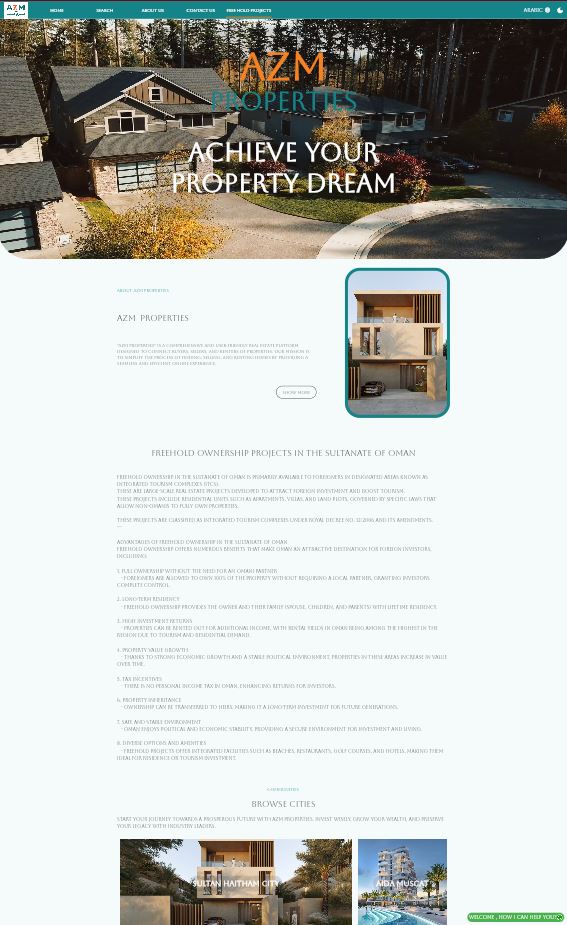 AZM
HOME
SEARCH
ABOUT US
CONTACT US
FREE HOLD PROJECTS
ARABIC
AZM
PROPERTIES
ACHIEVE YOUR
PROPERTY DREAM
ABOUT AZM PROPERTIES
AZM PROPERTIES
"AZM PROPERTIES" IS A COMPREHENSIVE AND USER-FRIENDLY REAL ESTATE PLATFORM
DESIGNED TO CONNECT BUYERS, SELLERS, AND RENTERS OF PROPERTIES. OUR MISSION IS
TO SIMPLIFY THE PROCESS OF FINDING, SELLING, AND RENTING HOMES BY PROVIDING A
SEAMLESS AND EFFICIENT ONLINE EXPERIENCE.
SHOW MORE
FREEHOLD OWNERSHIP PROJECTS IN THE SULTANATE OF OMAN
FREEHOLD OWNERSHIP IN THE SULTANATE OF OMAN IS PRIMARILY AVAILABLE TO FOREIGNERS IN DESIGNATED AREAS KNOWN AS
INTEGRATED TOURISM COMPLEXES (ITCS).
THESE ARE LARGE-SCALE REAL ESTATE PROJECTS DEVELOPED TO ATTRACT FOREIGN INVESTMENT AND BOOST TOURISM.
THESE PROJECTS INCLUDE RESIDENTIAL UNITS SUCH AS APARTMENTS, VILLAS, AND LAND PLOTS, GOVERNED BY SPECIFIC LAWS THAT
ALLOW NON-OMANIS TO FULLY OWN PROPERTIES.
THESE PROJECTS ARE CLASSIFIED AS INTEGRATED TOURISM COMPLEXES UNDER ROYAL DECREE NO. 12/2006 AND ITS AMENDMENTS.
---
ADVANTAGES OF FREEHOLD OWNERSHIP IN THE SULTANATE OF OMAN
FREEHOLD OWNERSHIP OFFERS NUMEROUS BENEFITS THAT MAKE OMAN AN ATTRACTIVE DESTINATION FOR FOREIGN INVESTORS,
INCLUDING:
1. FULL OWNERSHIP WITHOUT THE NEED FOR AN OMANI PARTNER
- FOREIGNERS ARE ALLOWED TO OWN 100% OF THE PROPERTY WITHOUT REQUIRING A LOCAL PARTNER, GRANTING INVESTORS
COMPLETE CONTROL.
2. LONG-TERM RESIDENCY
- FREEHOLD OWNERSHIP PROVIDES THE OWNER AND THEIR FAMILY (SPOUSE, CHILDREN, AND PARENTS) WITH LIFETIME RESIDENCE.
3. HIGH INVESTMENT RETURNS
- PROPERTIES CAN BE RENTED OUT FOR ADDITIONAL INCOME, WITH RENTAL YIELDS IN OMAN BEING AMONG THE HIGHEST IN THE
REGION DUE TO TOURISM AND RESIDENTIAL DEMAND.
4. PROPERTY VALUE GROWTH
- THANKS TO STRONG ECONOMIC GROWTH AND A STABLE POLITICAL ENVIRONMENT, PROPERTIES IN THESE AREAS INCREASE IN VALUE
OVER TIME.
5. TAX INCENTIVES
- THERE IS NO PERSONAL INCOME TAX IN OMAN, ENHANCING RETURNS FOR INVESTORS.
6. PROPERTY INHERITANCE
- OWNERSHIP CAN BE TRANSFERRED TO HEIRS, MAKING IT A LONG-TERM INVESTMENT FOR FUTURE GENERATIONS.
7. SAFE AND STABLE ENVIRONMENT
- OMAN ENJOYS POLITICAL AND ECONOMIC STABILITY, PROVIDING A SECURE ENVIRONMENT FOR INVESTMENT AND LIVING.
8. DIVERSE OPTIONS AND AMENITIES
- FREEHOLD PROJECTS OFFER INTEGRATED FACILITIES SUCH AS BEACHES, RESTAURANTS, GOLF COURSES, AND HOTELS, MAKING THEM
IDEAL FOR RESIDENCE OR TOURISM INVESTMENT.
BROWSE CITIES
START YOUR JOURNEY TOWARDS A PROSPEROUS FUTURE WITH AZM PROPERTIES. INVEST WISELY, GROW YOUR WEALTH, AND PRESERVE
YOUR LEGACY WITH INDUSTRY LEADERS.
SULTAN HAITHAM CITY
AIDA MUSCAT
WELCOME , HOW I CAN HELP YOU?